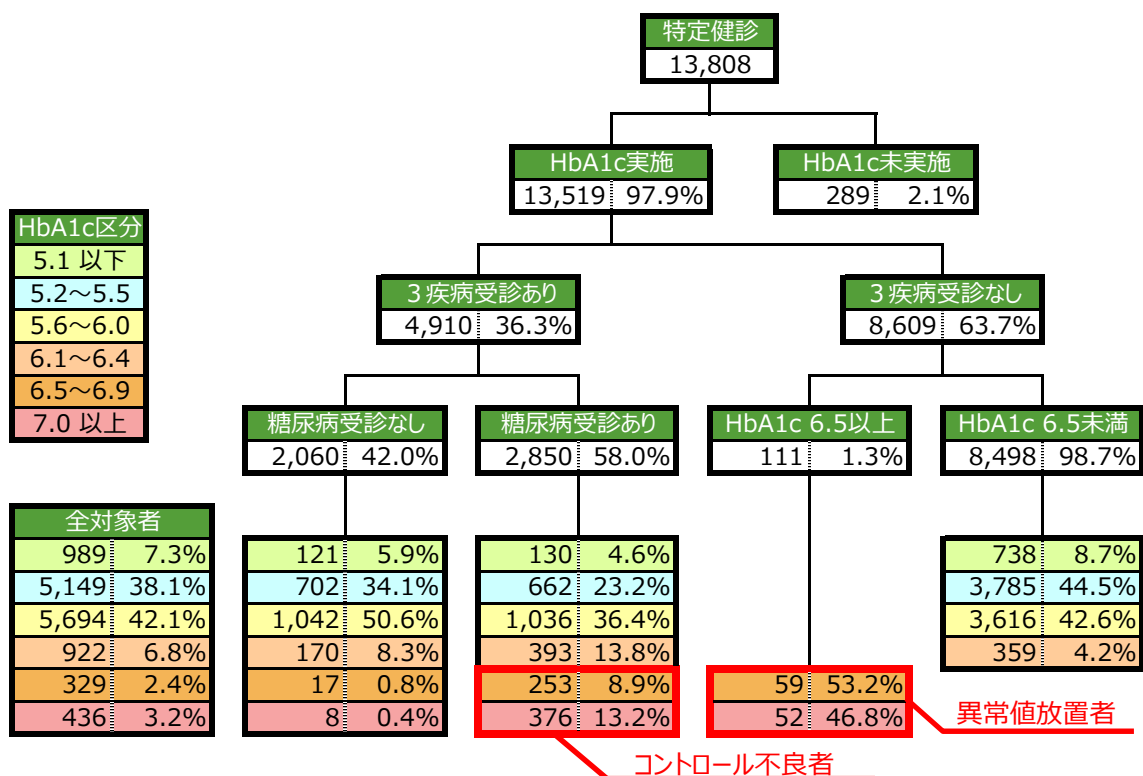 特定健診
13,808
HbA1c実施
13,519 97.9%
HbA1c未実施
289 2.1%
HbA1c区分
5.1 以下
5.2～5.5
5.6～6.0
6.1～6.4
6.5～6.9
7.0 以上
３疾病受診あり
4,910 36.3%
３疾病受診なし
8,609 63.7%
糖尿病受診なし
2,060 42.0%
糖尿病受診あり
2,850 58.0%
HbA1c 6.5以上
111 1.3%
HbA1c 6.5未満
8,498 98.7%
全対象者
989 7.3%
5,149 38.1%
5,694 42.1%
922 6.8%
329 2.4%
436 3.2%
121 5.9%
702 34.1%
1,042 50.6%
170 8.3%
17 0.8%
8 0.4%
130 4.6%
662 23.2%
1,036 36.4%
393 13.8%
253 8.9%
376 13.2%
59 53.2%
52 46.8%
738 8.7%
3,785 44.5%
3,616 42.6%
359 4.2%
異常値放置者
コントロール不良者